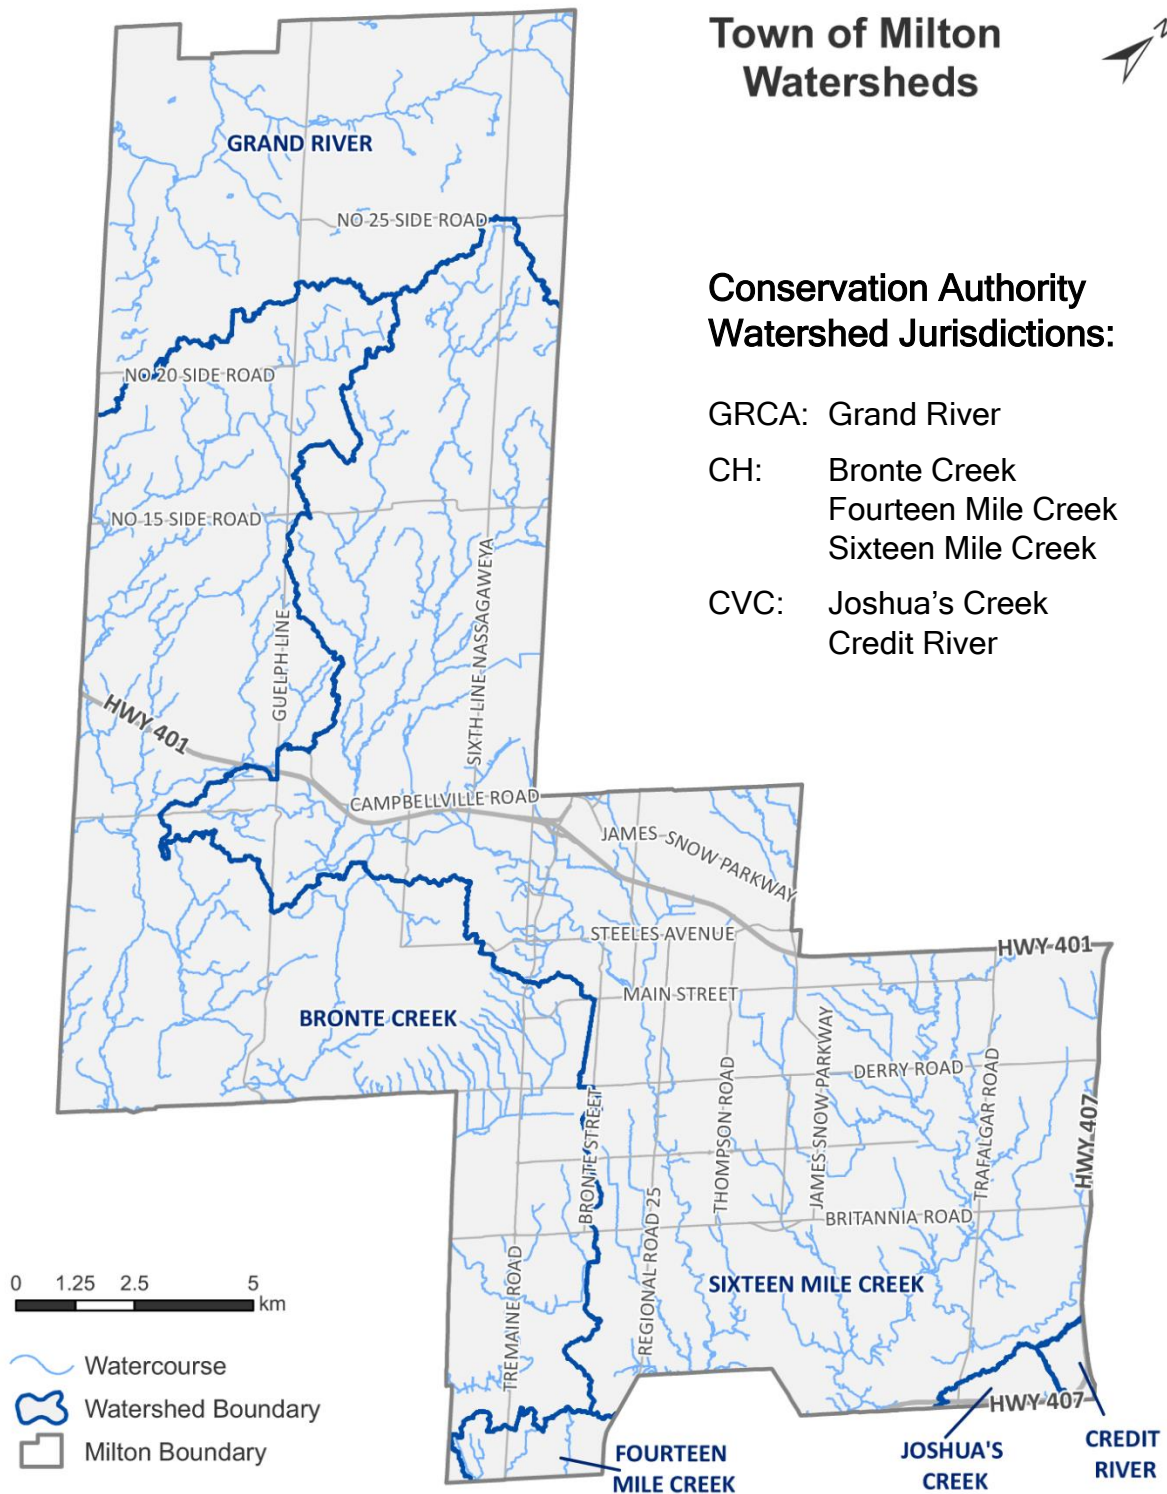 Town of Milton
Watersheds
N
GRAND RIVER
NO 25 SIDE ROAD
Conservation Authority
Watershed Jurisdictions:
GRCA: Grand River
CH: Bronte Creek
Fourteen Mile Creek
Sixteen Mile Creek
CVC: Joshua's Creek
Credit River
NO 20 SIDE ROAD
NO 15 SIDE ROAD
GUELPH LINE
SIXTH LINE NASSAGAWEYA
HWY 401
CAMPBELLVILLE ROAD
JAMES SNOW PARKWAY
STEELES AVENUE
HWY 401
MAIN STREET
BRONTE CREEK
DERRY ROAD
BRONTE STREET
THOMPSON ROAD
JAMES SNOW PARKWAY
TRAFALGAR ROAD
HWY 407
REGIONAL ROAD 25
BRITANNIA ROAD
TREMAINE ROAD
SIXTEEN MILE CREEK
0 1.25 2.5 5
km
Watercourse
Watershed Boundary
Milton Boundary
HWY 407
FOURTEEN
MILE CREEK
JOSHUA'S
CREEK
CREDIT
RIVER